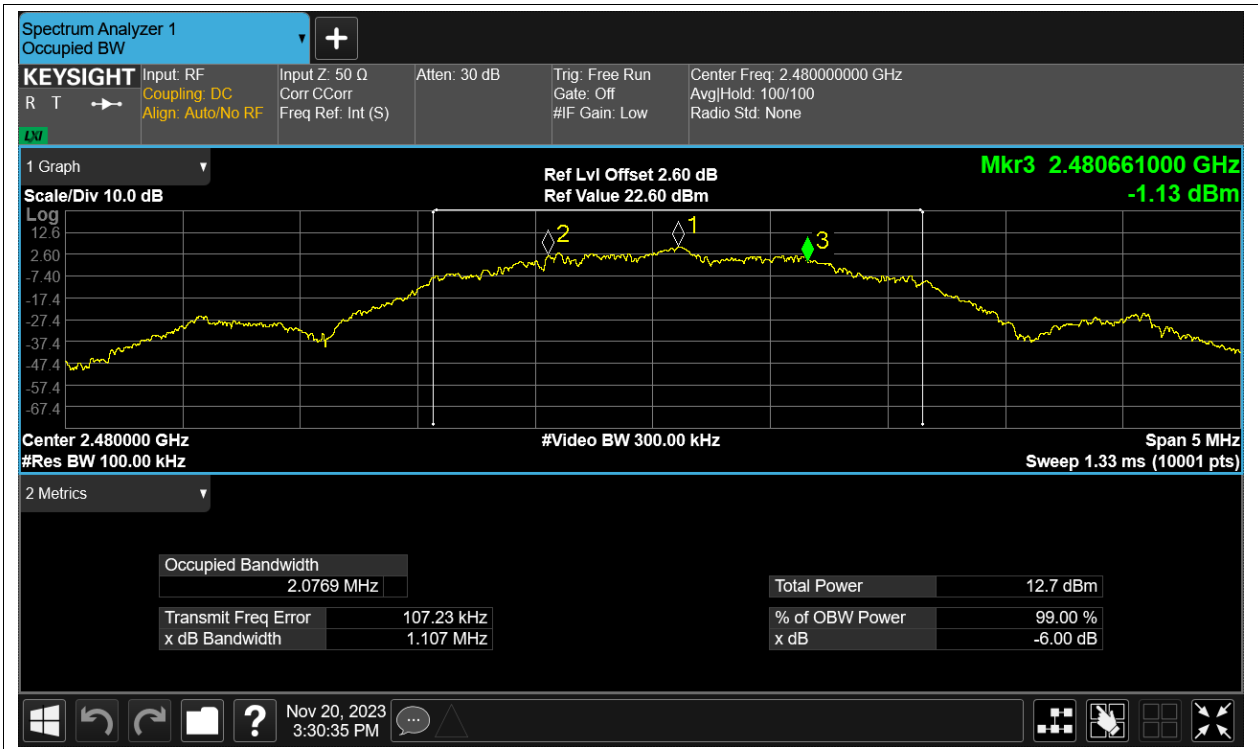 Spectrum Analyzer 1
Occupied BW
KEYSIGHT
R T
LXI
Input: RF
Coupling: DC
Align: Auto/No RF
Input Z: 50 Ω
Corr CCorr
Freq Ref: Int (S)
Atten: 30 dB
Trig: Free Run
Gate: Off
#IF Gain: Low
Center Freq: 2.480000000 GHz
Avg|Hold: 100/100
Radio Std: None
1 Graph
Scale/Div 10.0 dB
Ref Lvl Offset 2.60 dB
Ref Value 22.60 dBm
Mkr3 2.480661000 GHz
-1.13 dBm
Log
12.6
2.60
-7.40
-17.4
-27.4
-37.4
-47.4
-57.4
-67.4
2
1
3
Center 2.480000 GHz
#Video BW 300.00 kHz
Span 5 MHz
#Res BW 100.00 kHz
Sweep 1.33 ms (10001 pts)
2 Metrics
Occupied Bandwidth
2.0769 MHz
Transmit Freq Error 107.23 kHz
x dB Bandwidth 1.107 MHz
Total Power 12.7 dBm
% of OBW Power 99.00 %
x dB -6.00 dB
?
Nov 20, 2023
3:30:35 PM